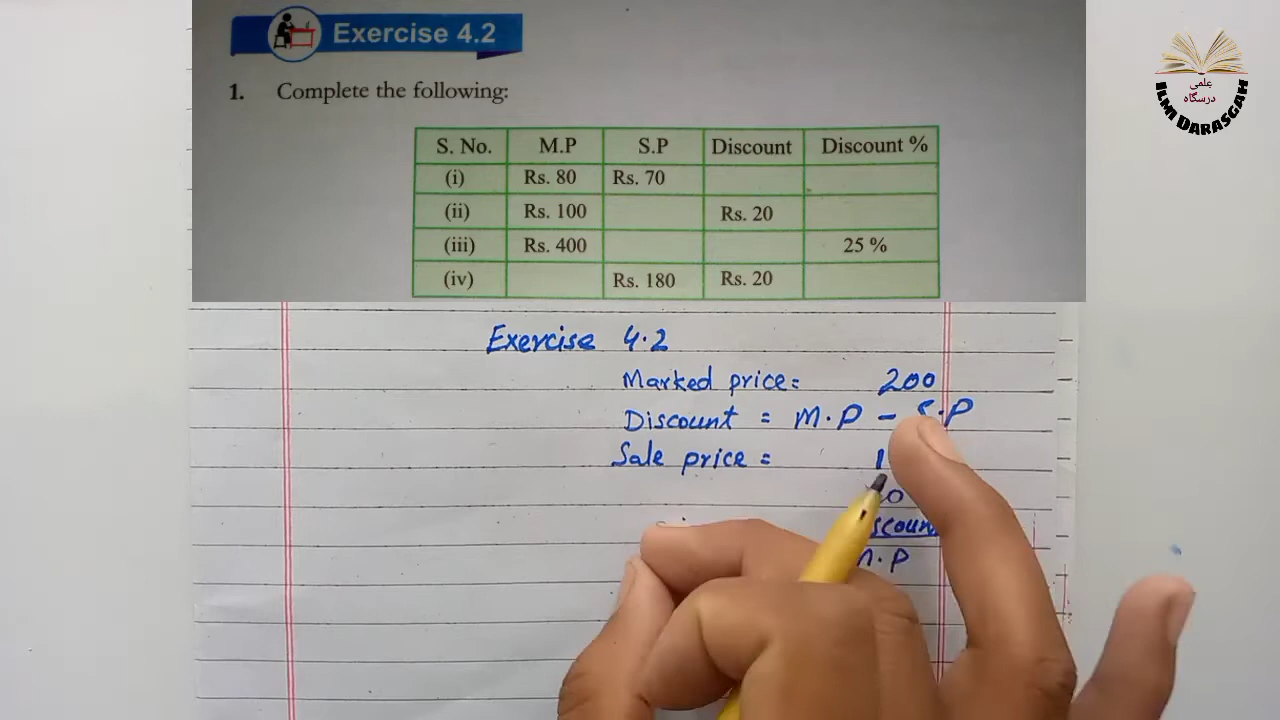 Exercise 4.2
علمی
درسگاه
ILMI DARASGAH
1. Complete the following:
S. No. M.P S.P Discount Discount %
(i) Rs. 80 Rs. 70
(ii) Rs. 100 Rs. 20
(iii) Rs. 400 25 %
(iv) Rs. 180 Rs. 20
Exercise 4.2
Marked price = 200
Discount = M.P - S.P
Sale price =
M.P